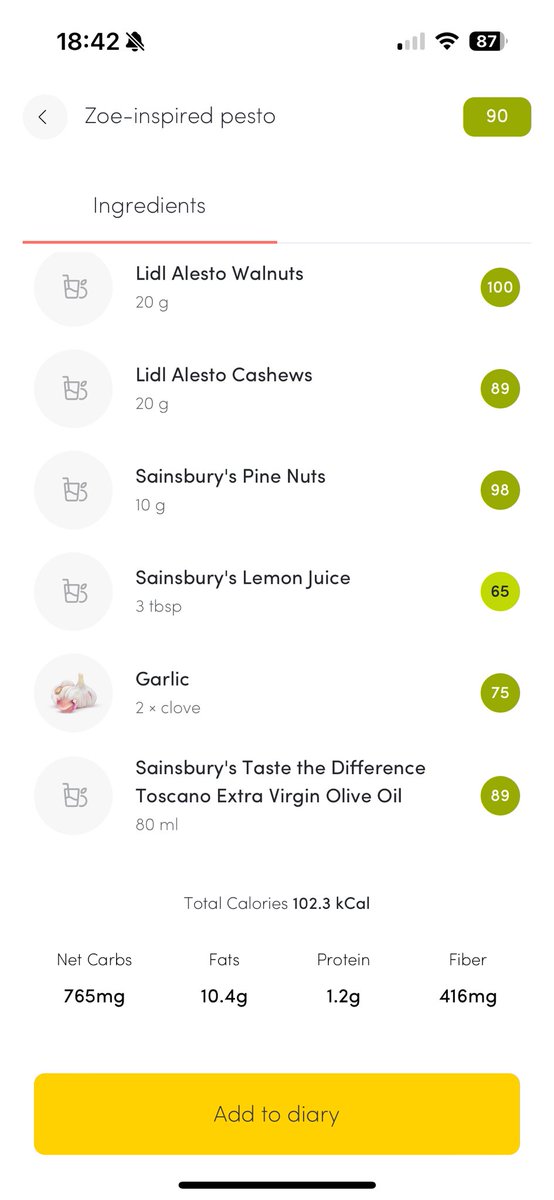 18:42
87
Zoe-inspired pesto
90
Ingredients
Lidl Alesto Walnuts
20 g
100
Lidl Alesto Cashews
20 g
89
Sainsbury's Pine Nuts
10 g
98
Sainsbury's Lemon Juice
3 tbsp
65
Garlic
2 × clove
75
Sainsbury's Taste the Difference
Toscano Extra Virgin Olive Oil
80 ml
89
Total Calories 102.3 kCal
Net Carbs Fats Protein Fiber
765mg 10.4g 1.2g 416mg
Add to diary